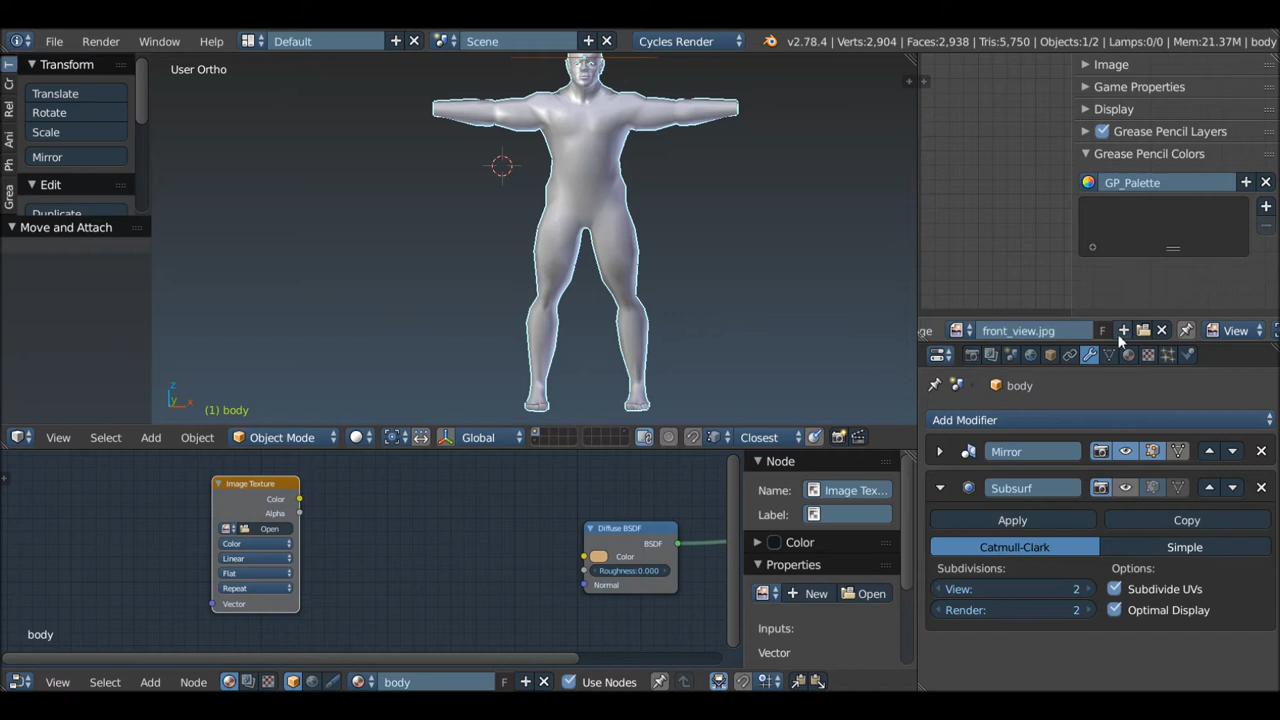 File Render Window Help Default Scene Cycles Render v2.78.4 | Verts:2,904 | Faces:2,938 | Tris:5,750 | Objects:1/2 | Lamps:0/0 | Mem:21.37M | body
T
Cr
Rel
Ani
Ph
Grea
Transform
Translate
Rotate
Scale
Mirror
Edit
Duplicate
Move and Attach
User Ortho
(1) body
View Select Add Object Object Mode Global Closest
Image
Game Properties
Display
Grease Pencil Layers
Grease Pencil Colors
GP_Palette
ge front_view.jpg F View
body
Add Modifier
Mirror
Subsurf
Apply Copy
Catmull-Clark Simple
Subdivisions: Options:
View: 2 Subdivide UVs
Render: 2 Optimal Display
Image Texture
Color
Alpha
Open
Color
Linear
Flat
Repeat
Vector
Diffuse BSDF
BSDF
Color
Roughness:0.000
Normal
body
Node
Name: Image Tex...
Label:
Color
Properties
New Open
Inputs:
Vector
View Select Add Node body F Use Nodes